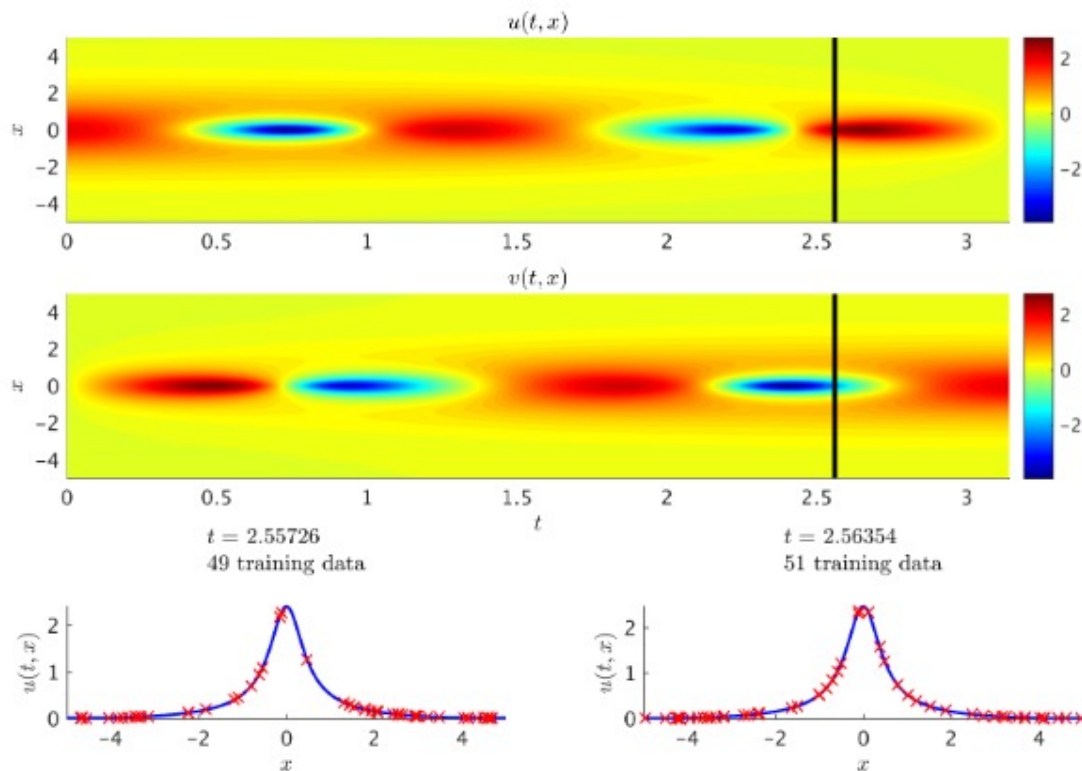 u(t, x)
4
2
0
−2
−4
x
0 0.5 1 1.5 2 2.5 3
2
0
−2
v(t, x)
4
2
0
−2
−4
x
0 0.5 1 1.5 2 2.5 3
t
2
0
−2
t = 2.55726
49 training data
t = 2.56354
51 training data
u(t, x)
2
1
0
−4 −2 0 2 4
x
u(t, x)
2
1
0
−4 −2 0 2 4
x